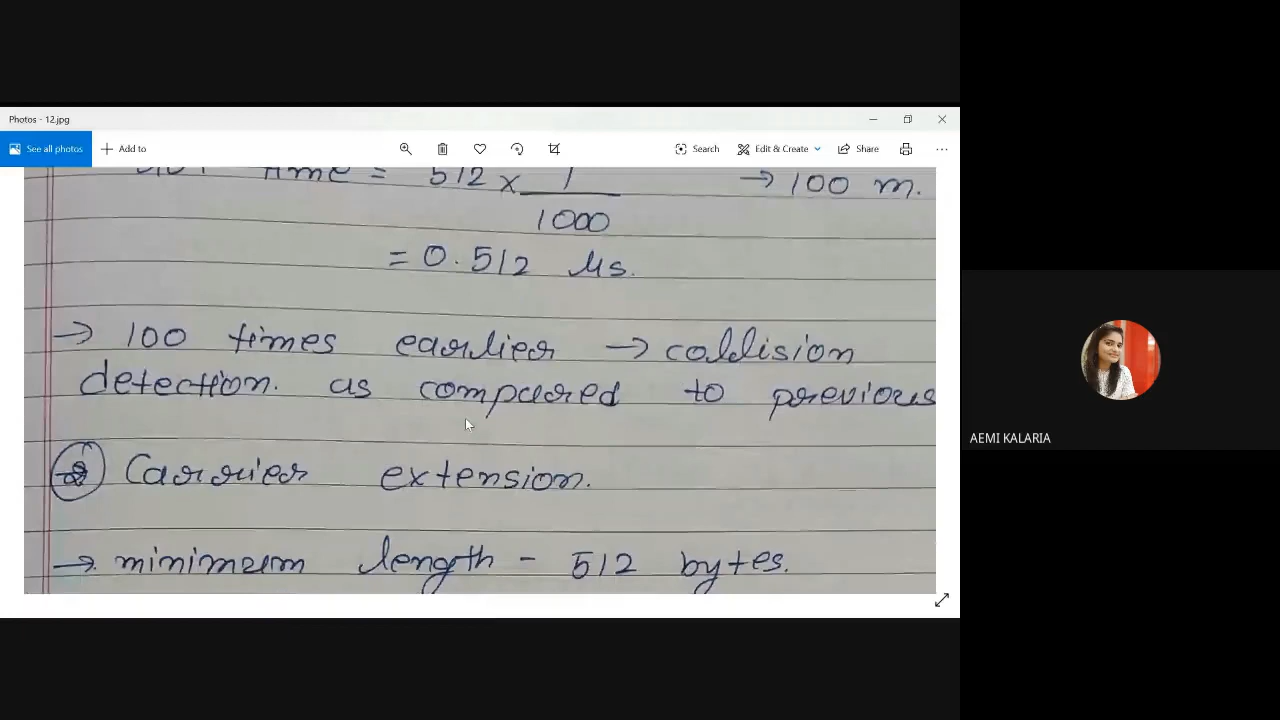 Photos - 12.jpg
See all photos
Add to
Search
Edit & Create
Share
time = 512 x 1
→ 100 m.
1000
= 0.512 μs.
→ 100 times earlier → collision
detection. as compared to previous
AEMI KALARIA
Carrier extension.
→ minimum length - 512 bytes.